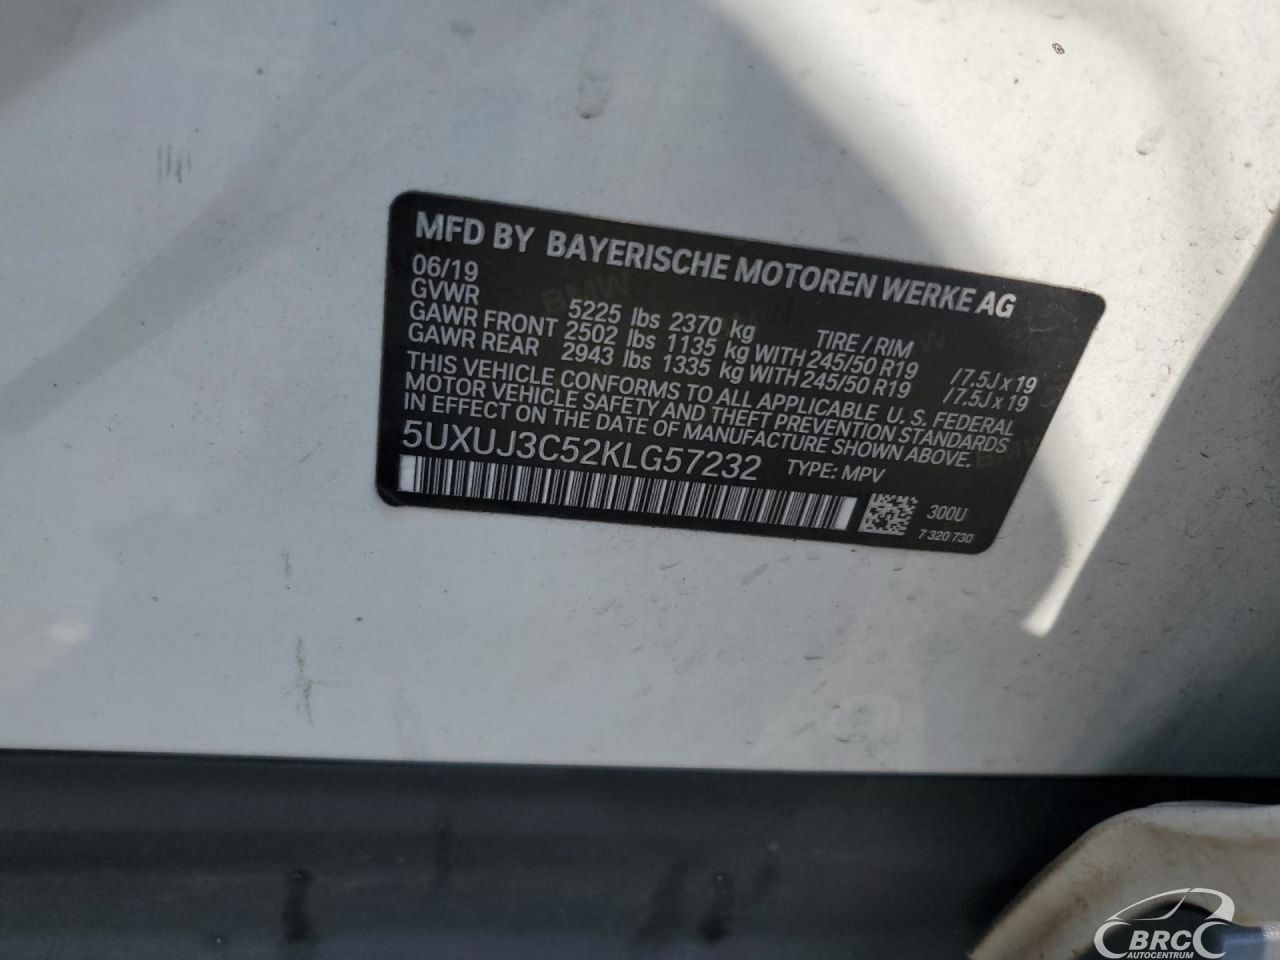 MFD BY BAYERISCHE MOTOREN WERKE AG
06/19
GVWR 5225 lbs 2370 kg TIRE / RIM
GAWR FRONT 2502 lbs 1135 kg WITH 245/50 R19 / 7.5J x 19
GAWR REAR 2943 lbs 1335 kg WITH 245/50 R19 / 7.5J x 19
THIS VEHICLE CONFORMS TO ALL APPLICABLE U. S. FEDERAL
MOTOR VEHICLE SAFETY AND THEFT PREVENTION STANDARDS
IN EFFECT ON THE DATE OF MANUFACTURE SHOWN ABOVE.
5UXUJ3C52KLG57232 TYPE: MPV
300U
7 320 730
BRC
AUTOCENTRUM